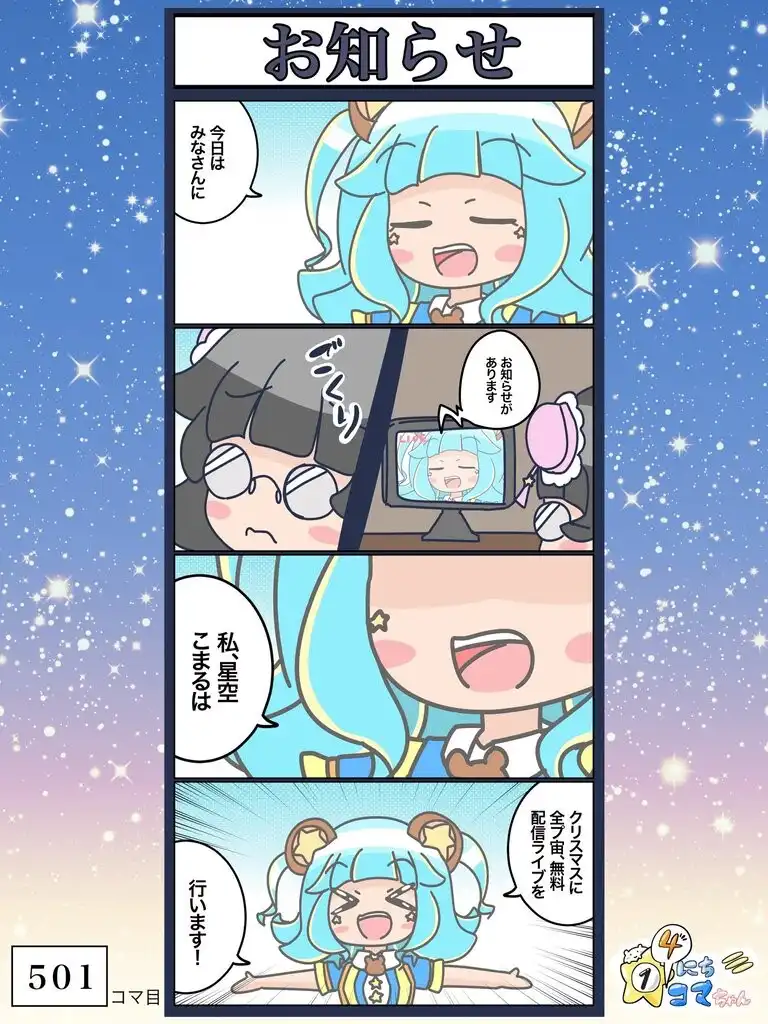 お知らせ
今日は
みなさんに
お知らせが
あります
LIVE
ごくり
私、星空
こまるは
クリスマスに
全プ宙、無料
配信ライブを
行います!
501
コマ目
1
にち
4
コマ
ちゃん